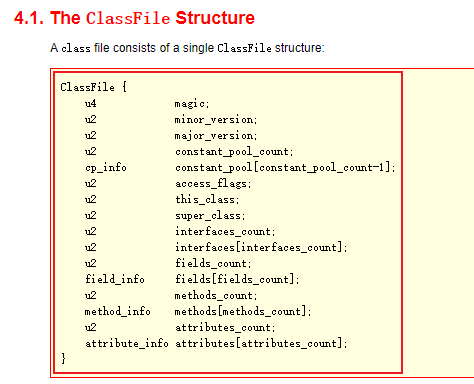 4.1. The ClassFile Structure
A class file consists of a single ClassFile structure:
ClassFile {
u4 magic;
u2 minor_version;
u2 major_version;
u2 constant_pool_count;
cp_info constant_pool[constant_pool_count-1];
u2 access_flags;
u2 this_class;
u2 super_class;
u2 interfaces_count;
u2 interfaces[interfaces_count];
u2 fields_count;
field_info fields[fields_count];
u2 methods_count;
method_info methods[methods_count];
u2 attributes_count;
attribute_info attributes[attributes_count];
}